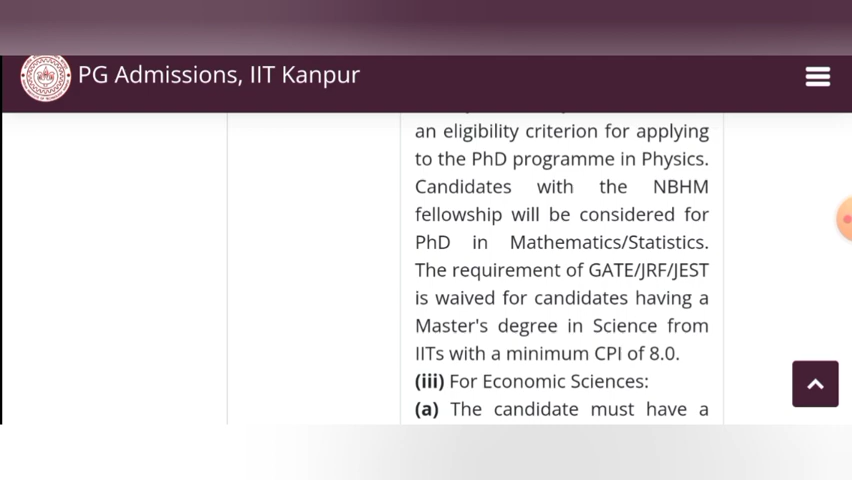 PG Admissions, IIT Kanpur
an eligibility criterion for applying
to the PhD programme in Physics.
Candidates with the NBHM
fellowship will be considered for
PhD in Mathematics/Statistics.
The requirement of GATE/JRF/JEST
is waived for candidates having a
Master's degree in Science from
IITs with a minimum CPI of 8.0.
(iii) For Economic Sciences:
(a) The candidate must have a